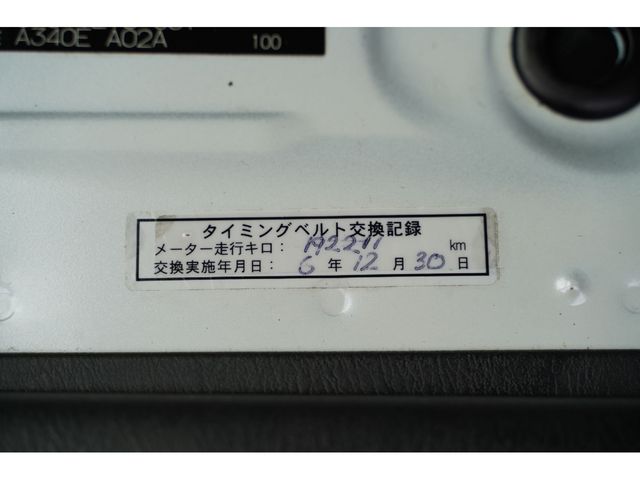 A340E A02A 100
タイミングベルト交換記録
メーター走行キロ： km
交換実施年月日： 6 年 12 月 30 日